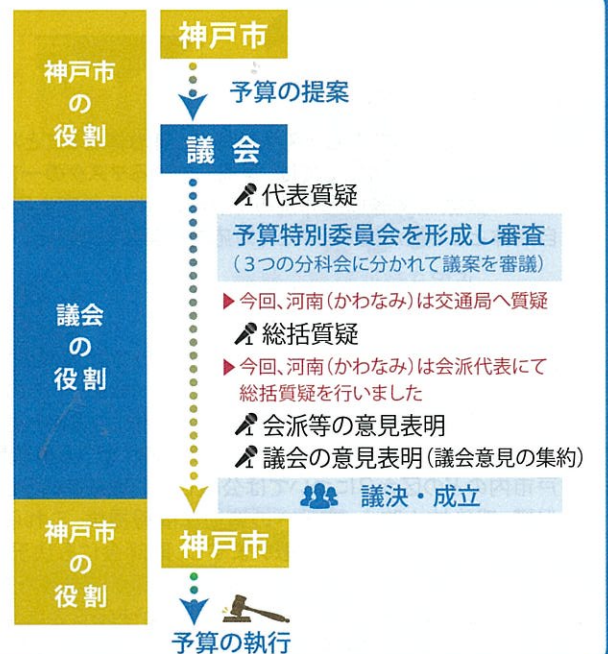 神戸市
の
役割
神戸市
予算の提案
議会
議会
の
役割
代表質疑
予算特別委員会を形成し審査
(3つの分科会に分かれて議案を審議)
▶今回、河南(かわなみ)は交通局へ質疑
総括質疑
▶今回、河南(かわなみ)は会派代表にて
総括質疑を行いました
会派等の意見表明
議会の意見表明(議会意見の集約)
議決・成立
神戸市
の
役割
神戸市
予算の執行